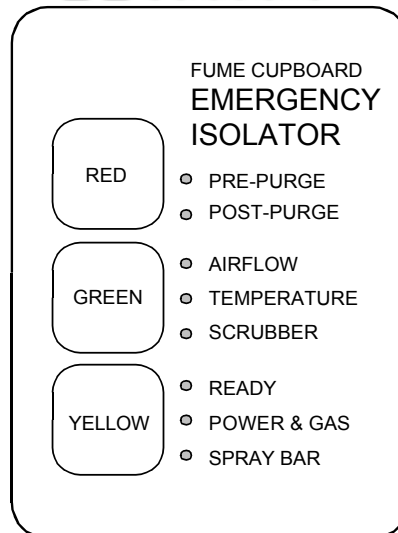 FUME CUPBOARD
EMERGENCY
ISOLATOR
RED
PRE-PURGE
POST-PURGE
AIRFLOW
GREEN
TEMPERATURE
SCRUBBER
READY
YELLOW
POWER & GAS
SPRAY BAR